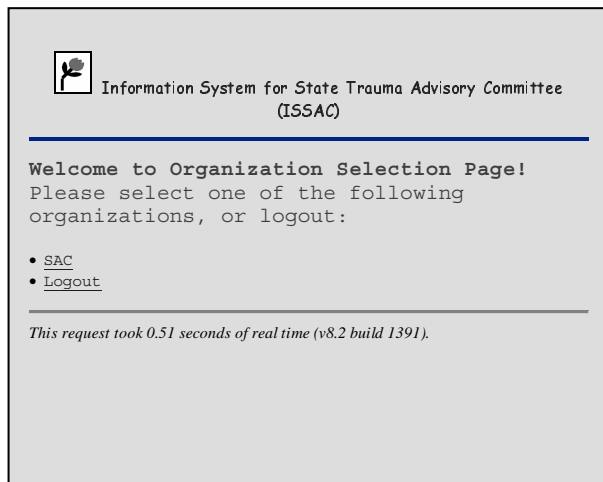 Information System for State Trauma Advisory Committee
(ISSAC)
Welcome to Organization Selection Page!
Please select one of the following
organizations, or logout:
• SAC
• Logout
This request took 0.51 seconds of real time (v8.2 build 1391).